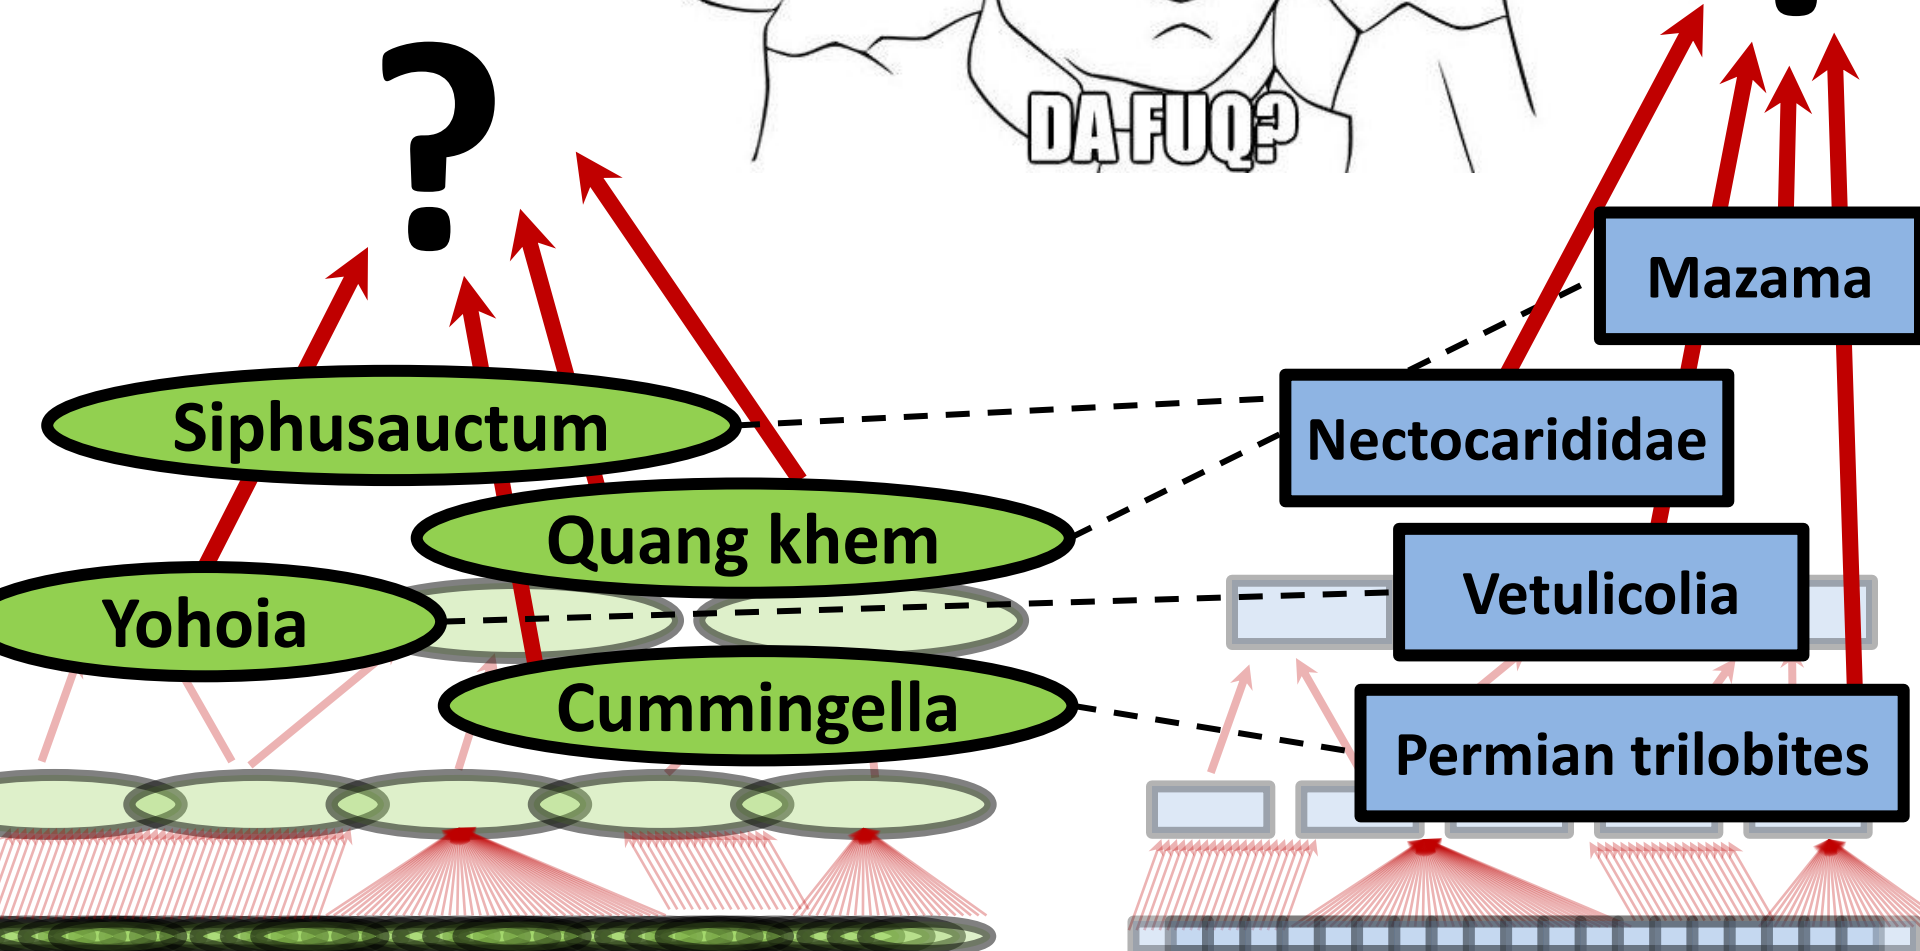 ?
DA FUQ?
Mazama
Siphusauctum
Nectocarididae
Quang khem
Vetulicolia
Yohoia
Cummingella
Permian trilobites